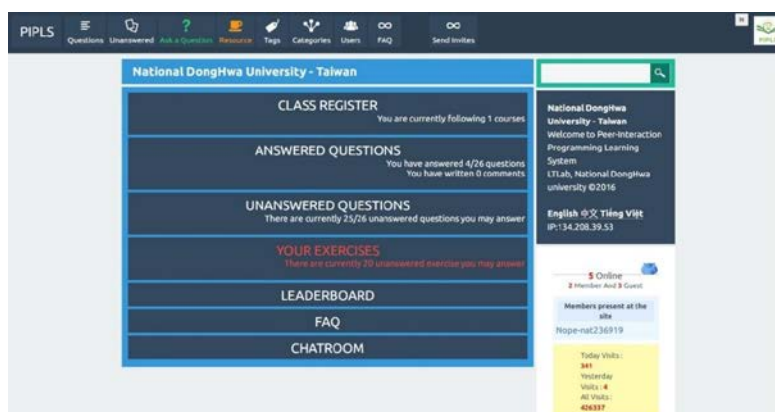 PIPLS
Questions Unanswered Ask a Question Resource Tags Categories Users FAQ Send Invites
National DongHwa University - Taiwan
CLASS REGISTER
You are currently following 1 courses
ANSWERED QUESTIONS
You have answered 4/26 questions
You have written 0 comments
UNANSWERED QUESTIONS
There are currently 25/26 unanswered questions you may answer
YOUR EXERCISES
There are currently 20 unanswered exercise you may answer
LEADERBOARD
FAQ
CHATROOM
National DongHwa
University - Taiwan
Welcome to Peer-Interaction
Programming Learning
System
LTLab, National DongHwa
university ©2016
English 中文 Tiếng Việt
IP:134.208.39.53
5 Online
2 Member And 3 Guest
Members present at the
site
Nope-nat236919
Today Visits :
341
Yesterday
Visits : 4
All Visits :
426337